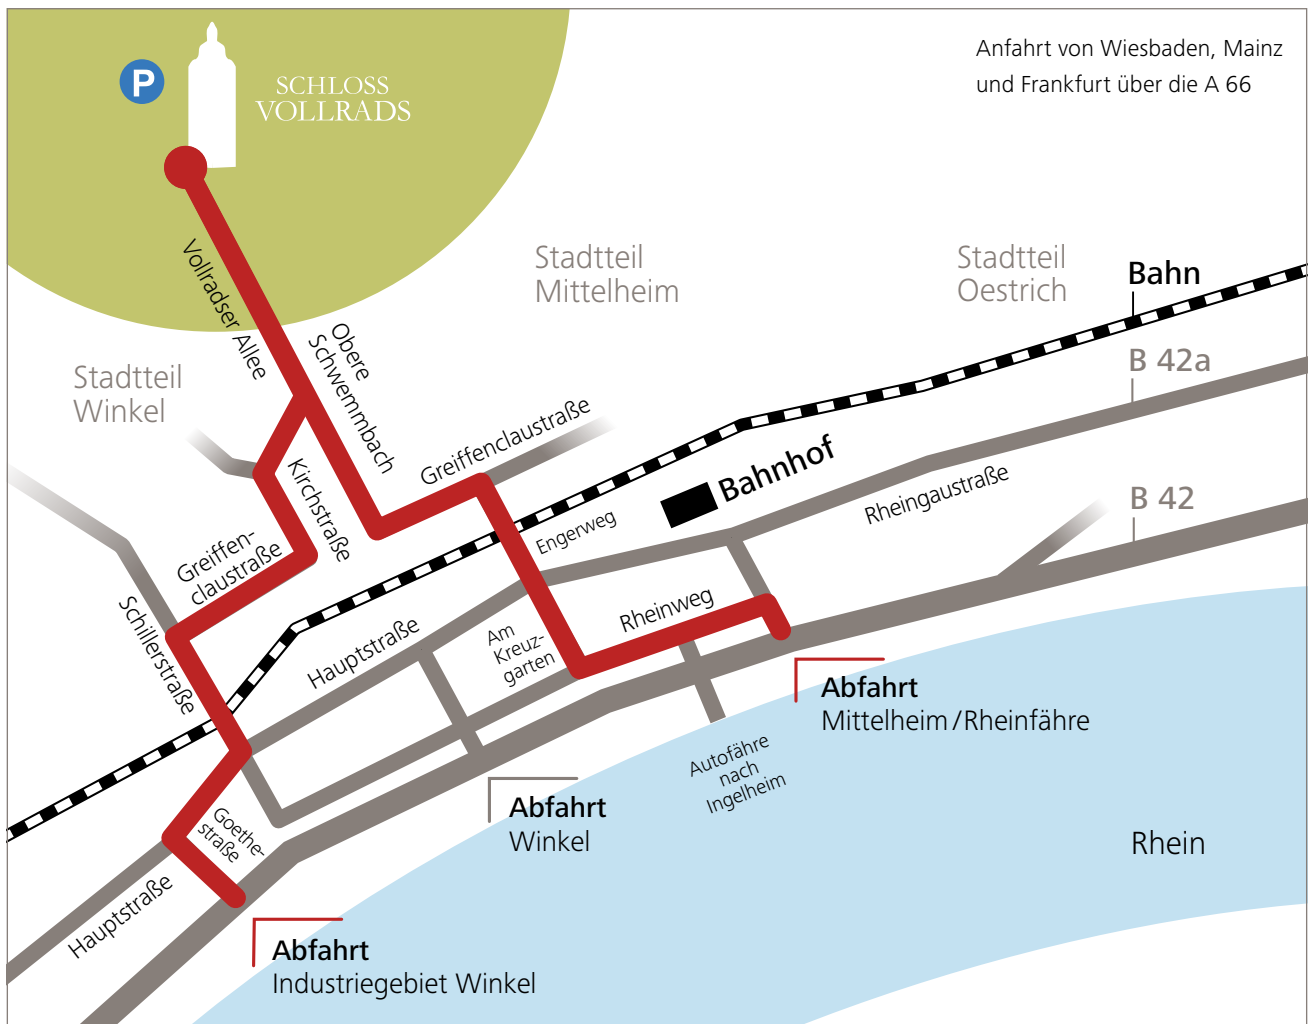 Anfahrt von Wiesbaden, Mainz
und Frankfurt über die A 66
P
SCHLOSS
VOLLRADS
Vollradser Allee
Obere
Schwemmbach
Stadtteil
Mittelheim
Stadtteil
Oestrich
Bahn
B 42a
Stadtteil
Winkel
Greiffenclaustraße
Kirchstraße
Bahnhof
Rheingaustraße
B 42
Engerweg
Greiffen-
claustraße
Schillerstraße
Hauptstraße
Am
Kreuz-
garten
Rheinweg
Abfahrt
Mittelheim/Rheinfähre
Autofähre
nach
Ingelheim
Abfahrt
Winkel
Goethe-
straße
Rhein
Hauptstraße
Abfahrt
Industriegebiet Winkel